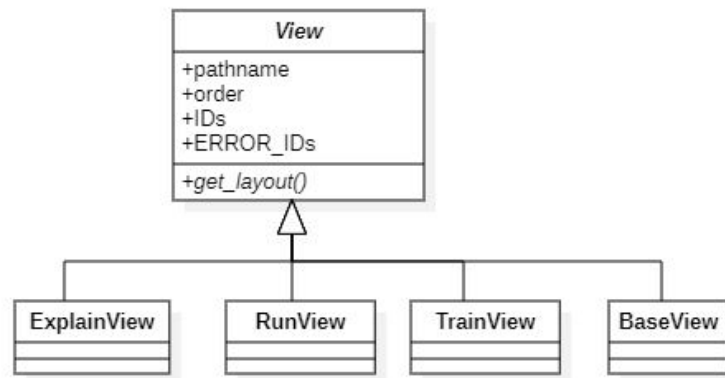 View
+pathname
+order
+IDs
+ERROR_IDs
+get_layout()
ExplainView
RunView
TrainView
BaseView